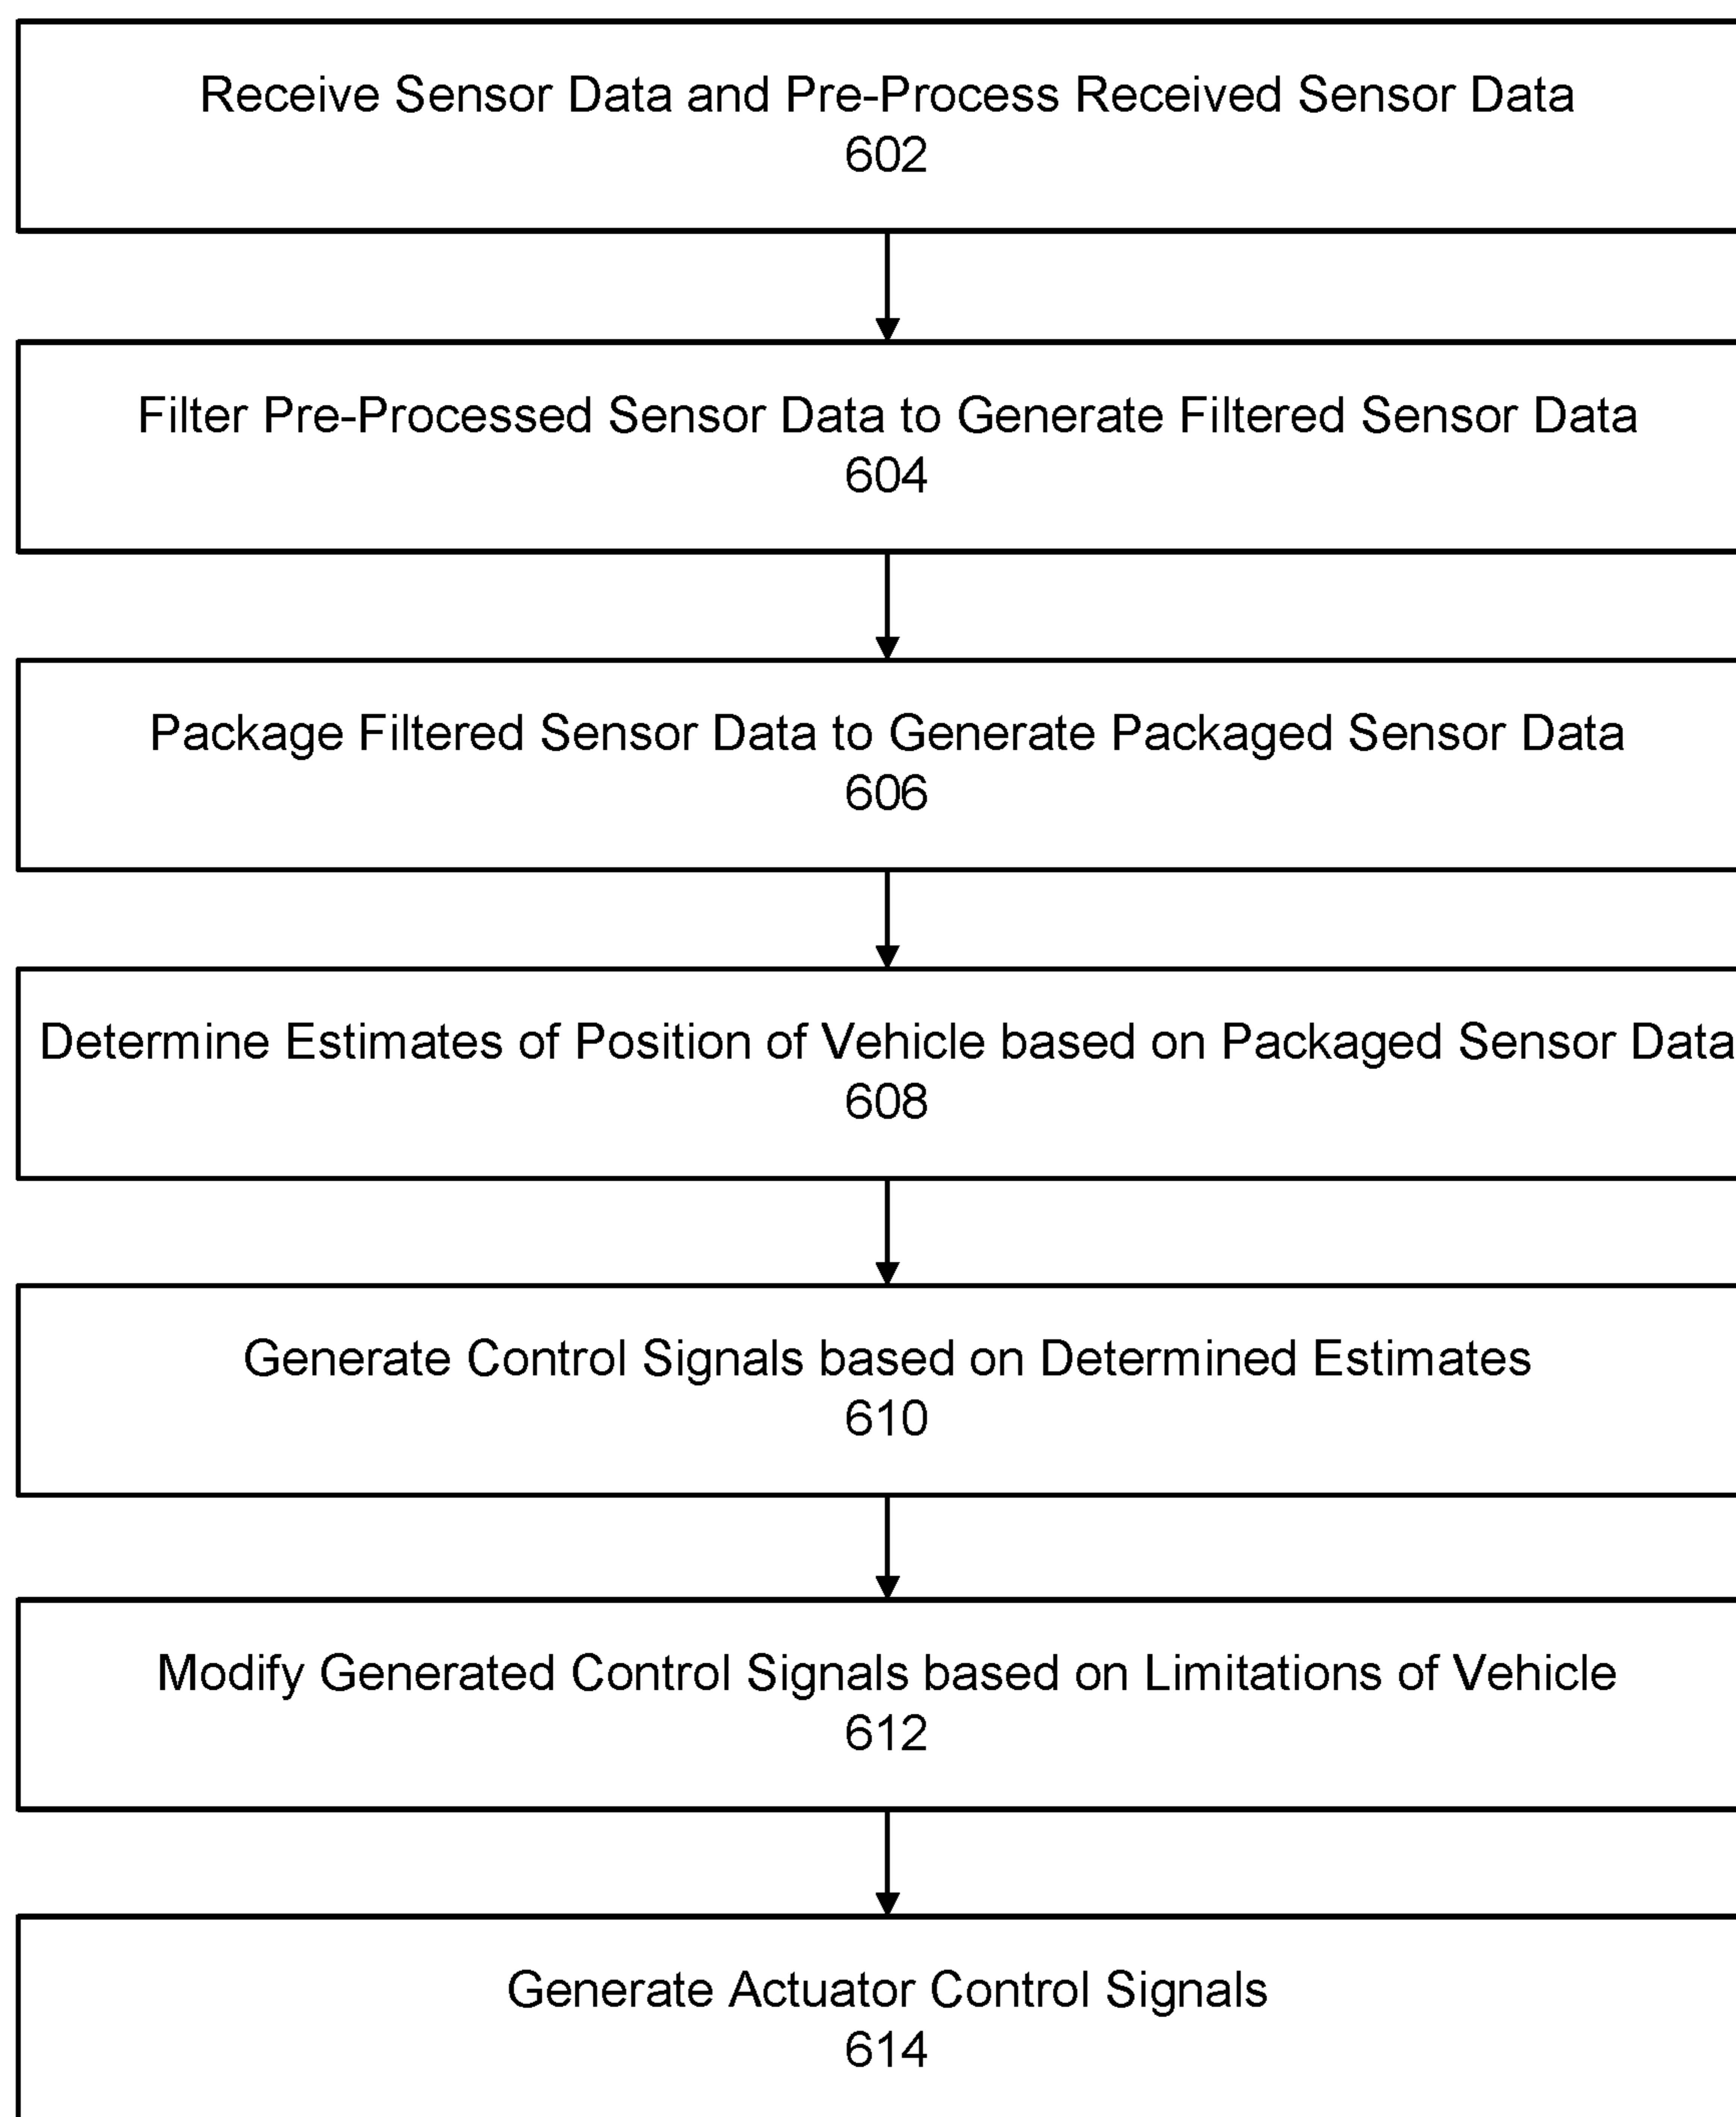 Receive Sensor Data and Pre-Process Received Sensor Data
602
Filter Pre-Processed Sensor Data to Generate Filtered Sensor Data
604
Package Filtered Sensor Data to Generate Packaged Sensor Data
606
Determine Estimates of Position of Vehicle based on Packaged Sensor Data
608
Generate Control Signals based on Determined Estimates
610
Modify Generated Control Signals based on Limitations of Vehicle
612
Generate Actuator Control Signals
614